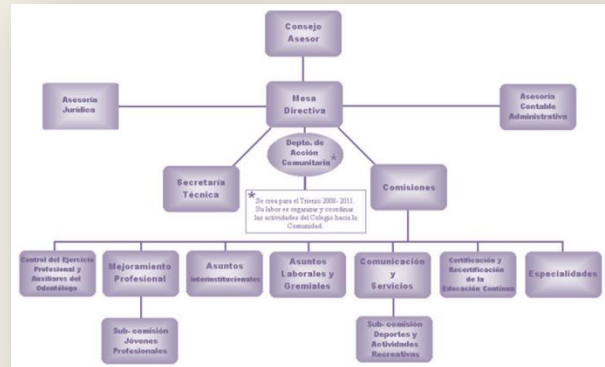 Consejo
Asesor
Asesoría
Jurídica
Mesa
Directiva
Asesoría
Contable
Administrativa
Depto. de
Acción
Comunitaria*
Secretaría
Técnica
Comisiones
* Se crea para el Trienio 2008- 2011.
Su labor es organizar y coordinar
las actividades del Colegio hacia la
Comunidad.
Control del Ejercicio
Profesional y
Auxiliares del
Odontólogo
Mejoramiento
Profesional
Asuntos
Interinstitucionales
Asuntos
Laborales y
Gremiales
Comunicación
y
Servicios
Certificación y
Recertificación
de la
Educación Continua
Especialidades
Sub- comisión
Jóvenes
Profesionales
Sub- comisión
Deportes y
Actividades
Recreativas